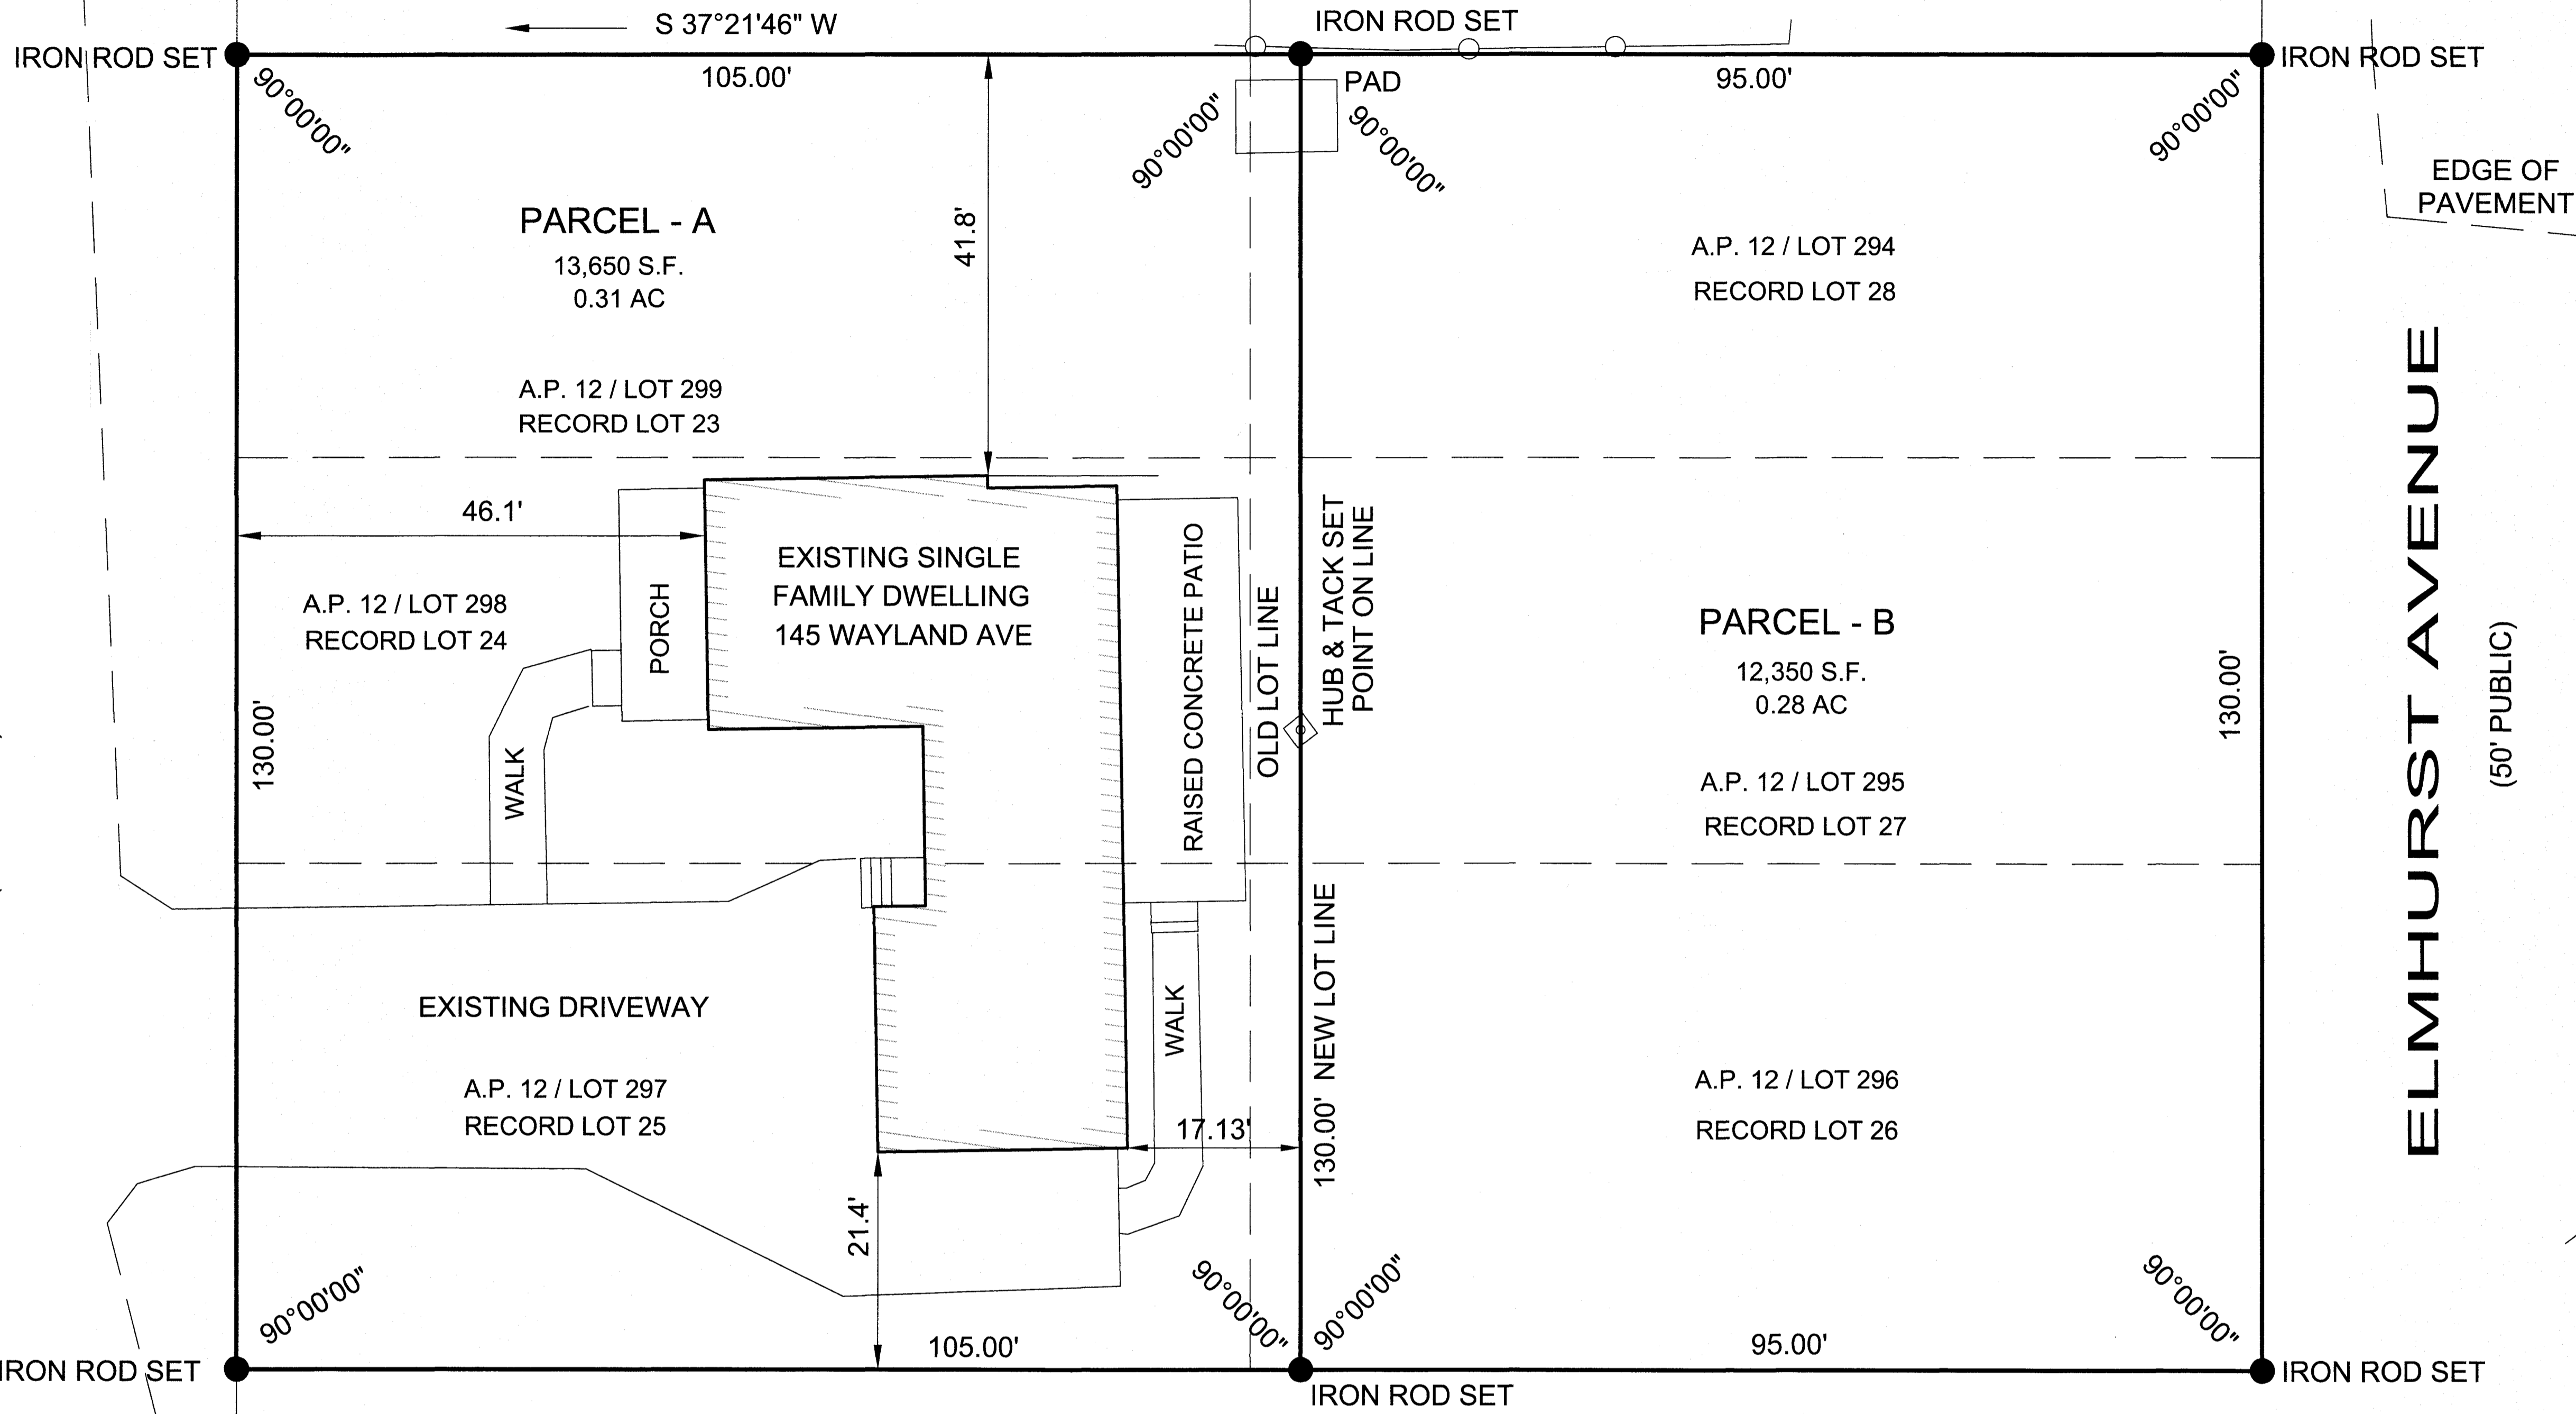 S 37°21'46" W
IRON ROD SET
IRON ROD SET
IRON ROD SET
105.00'
95.00'
PAD
90°00'00"
90°00'00"
90°00'00"
90°00'00"
EDGE OF
PAVEMENT
PARCEL - A
13,650 S.F.
0.31 AC
41.8'
A.P. 12 / LOT 294
RECORD LOT 28
A.P. 12 / LOT 299
RECORD LOT 23
46.1'
EXISTING SINGLE
FAMILY DWELLING
145 WAYLAND AVE
PORCH
A.P. 12 / LOT 298
RECORD LOT 24
130.00'
WALK
RAISED CONCRETE PATIO
OLD LOT LINE
HUB & TACK SET
POINT ON LINE
PARCEL - B
12,350 S.F.
0.28 AC
130.00'
ELMHURST AVENUE
(50' PUBLIC)
A.P. 12 / LOT 295
RECORD LOT 27
EXISTING DRIVEWAY
WALK
130.00' NEW LOT LINE
A.P. 12 / LOT 297
RECORD LOT 25
17.13'
A.P. 12 / LOT 296
RECORD LOT 26
21.4'
90°00'00"
90°00'00"
90°00'00"
90°00'00"
105.00'
95.00'
IRON ROD SET
IRON ROD SET
IRON ROD SET